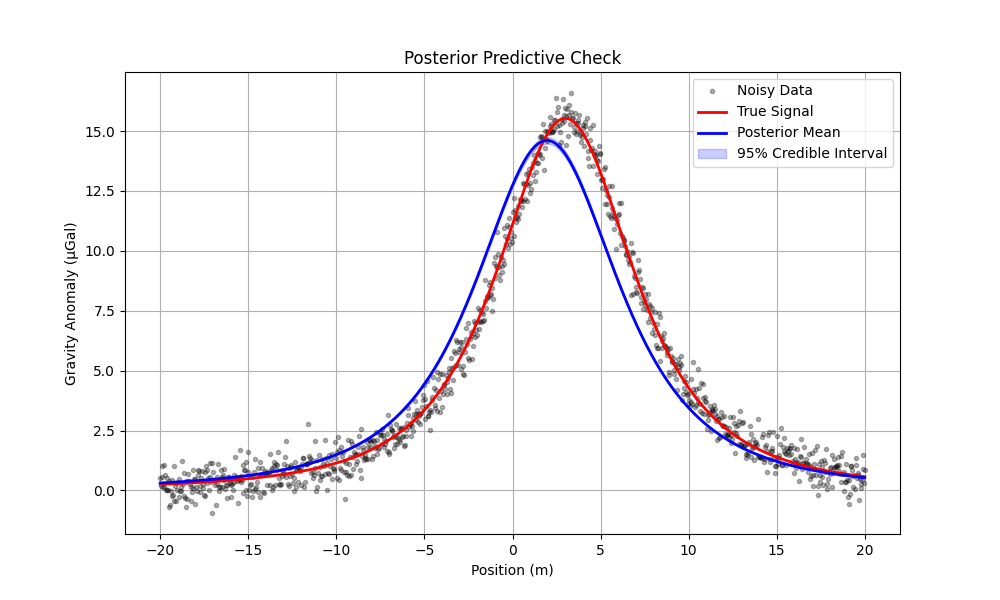 Posterior Predictive Check
Noisy Data
True Signal
Posterior Mean
95% Credible Interval
Gravity Anomaly (μGal)
15.0
12.5
10.0
7.5
5.0
2.5
0.0
−20 −15 −10 −5 0 5 10 15 20
Position (m)